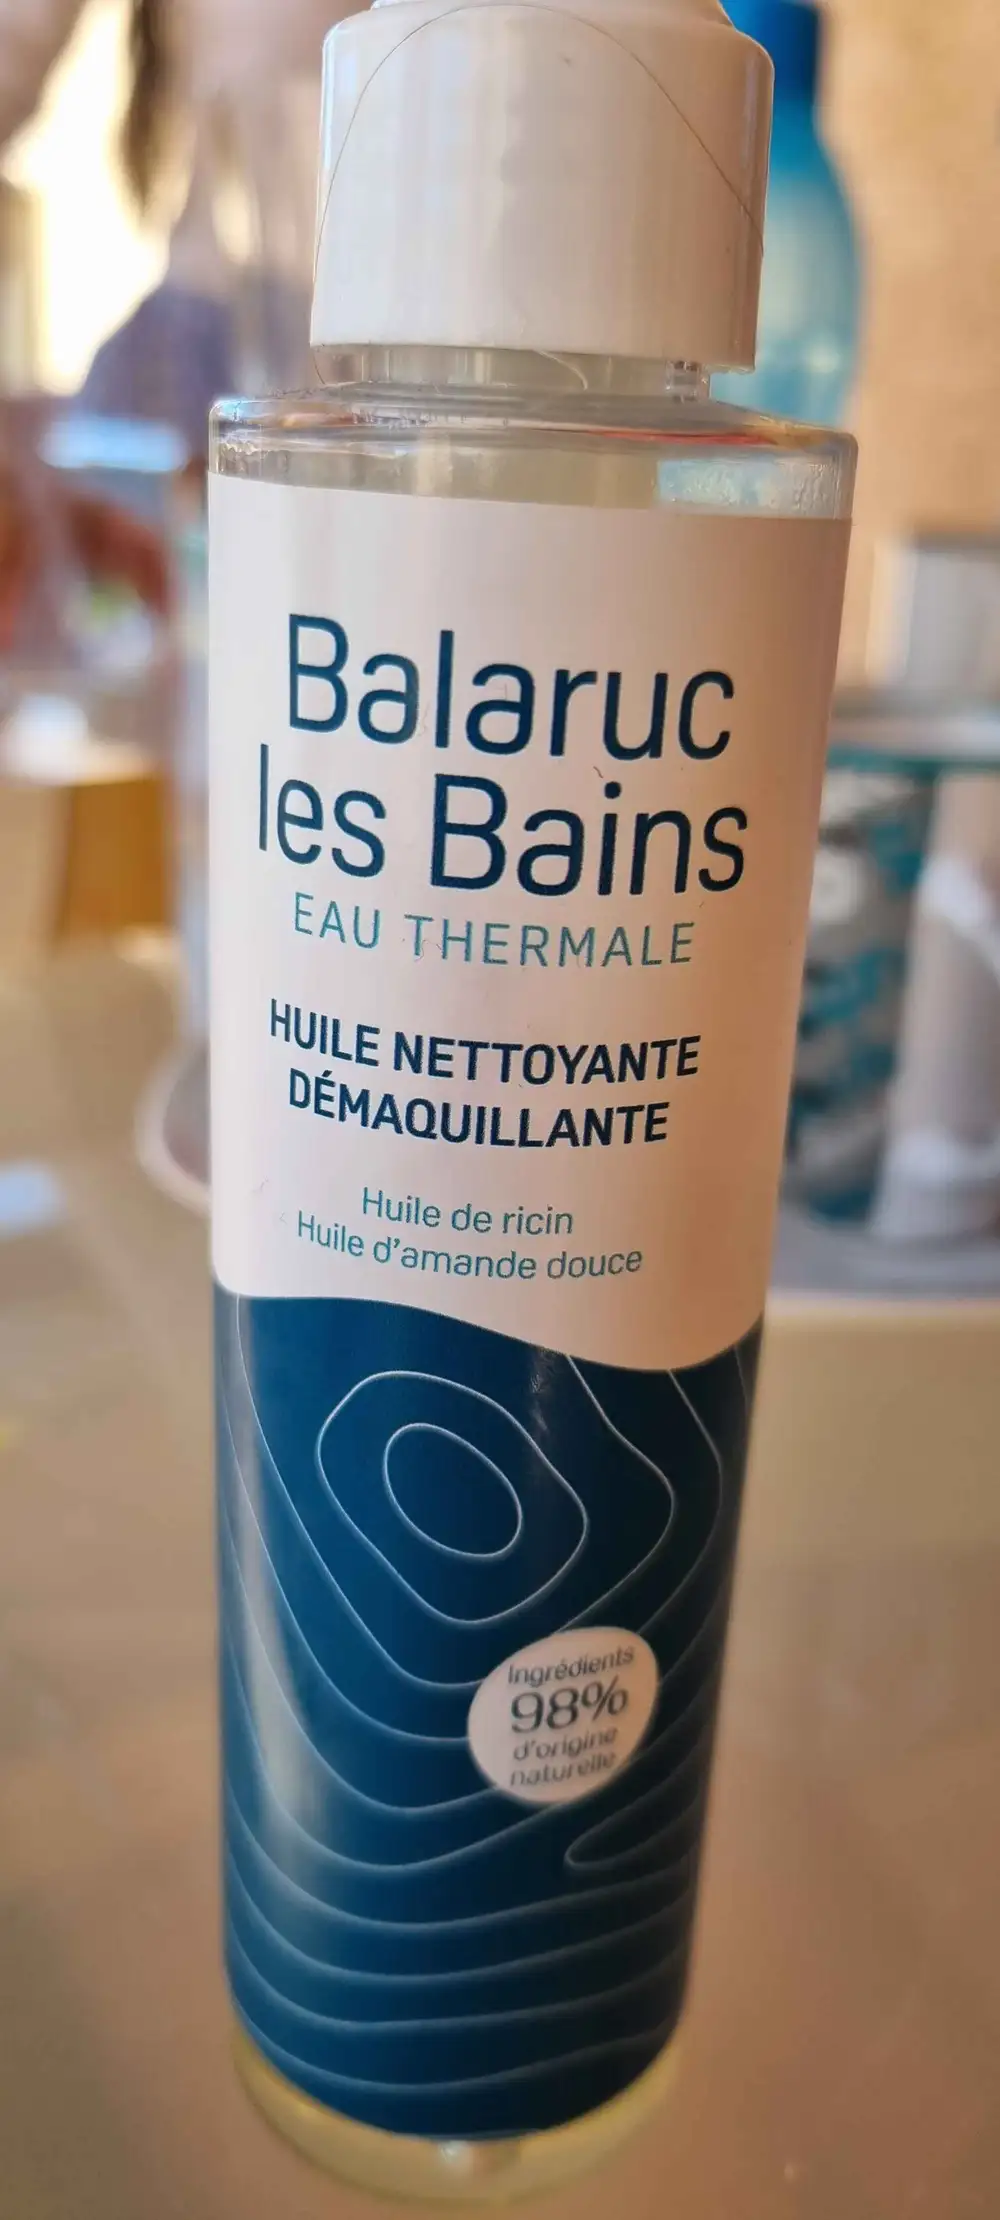 Balaruc
les Bains
EAU THERMALE
HUILE NETTOYANTE
DÉMAQUILLANTE
Huile de ricin
Huile d'amande douce
Ingrédients
98%
d'origine
naturelle